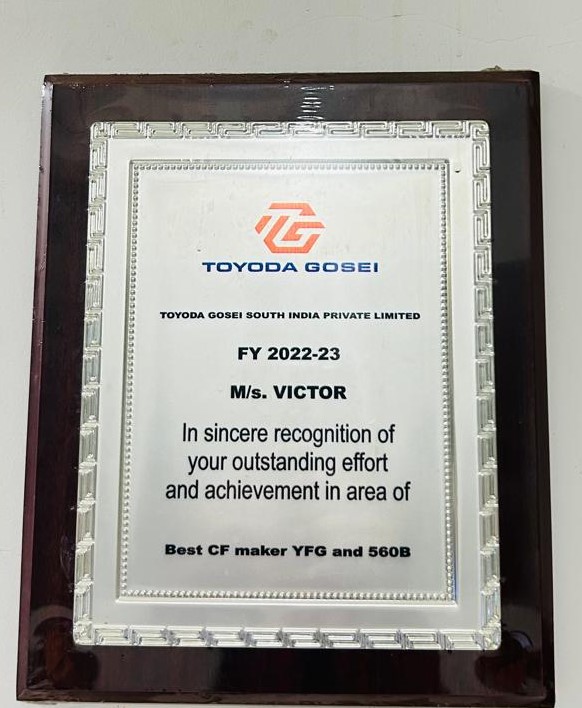 TG
TOYODA GOSEI
TOYODA GOSEI SOUTH INDIA PRIVATE LIMITED
FY 2022-23
M/s. VICTOR
In sincere recognition of
your outstanding effort
and achievement in area of
Best CF maker YFG and 560B